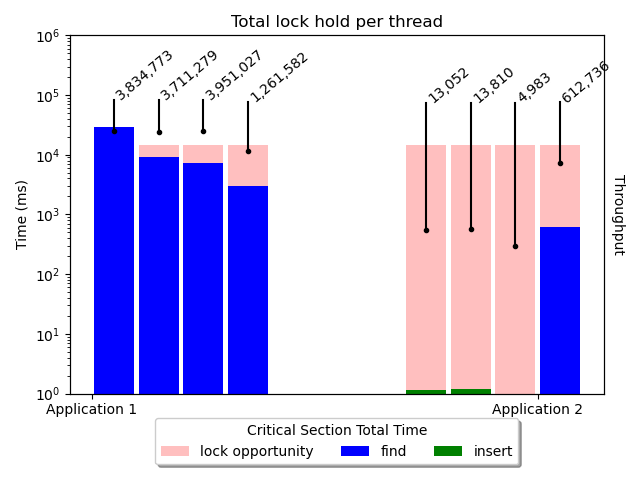 Total lock hold per thread
10^6
10^5
10^4
10^3
10^2
10^1
10^0
Time (ms)
3,834,773
3,711,279
3,951,027
1,261,582
13,052
13,810
4,983
612,736
Throughput
Application 1
Application 2
Critical Section Total Time
lock opportunity
find
insert